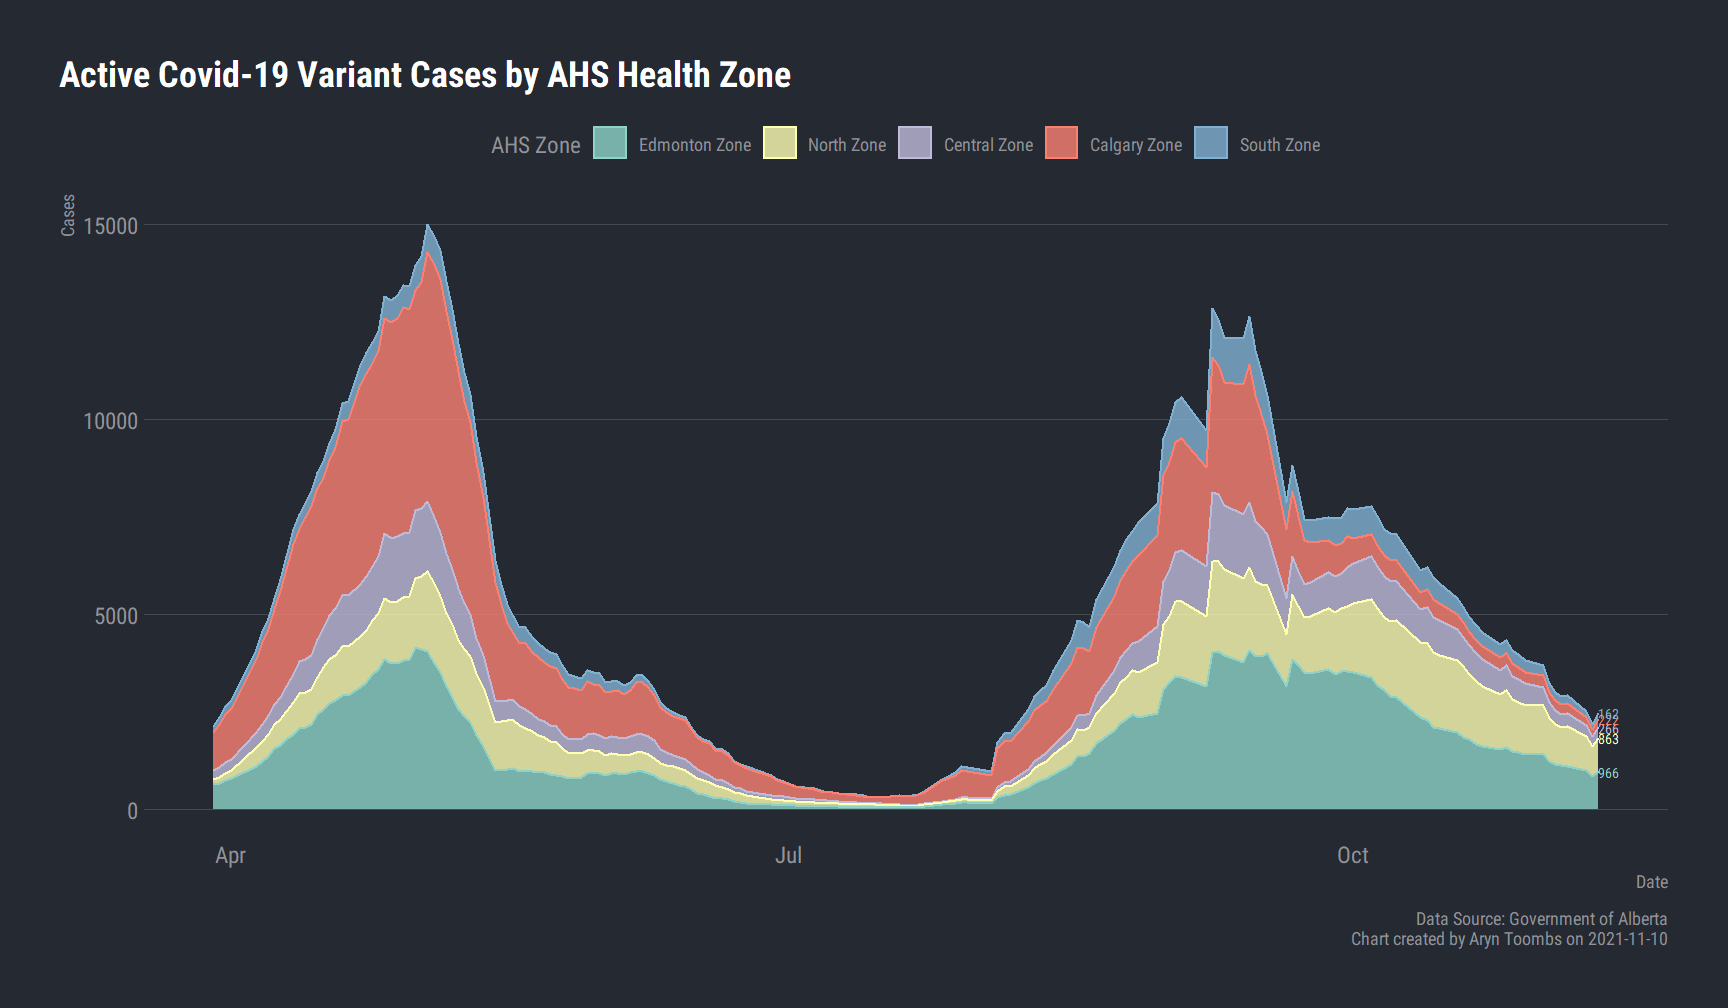 Active Covid-19 Variant Cases by AHS Health Zone
AHS Zone Edmonton Zone North Zone Central Zone Calgary Zone South Zone
Cases
15000
10000
5000
0
162
266
863
966
Apr Jul Oct
Date
Data Source: Government of Alberta
Chart created by Aryn Toombs on 2021-11-10